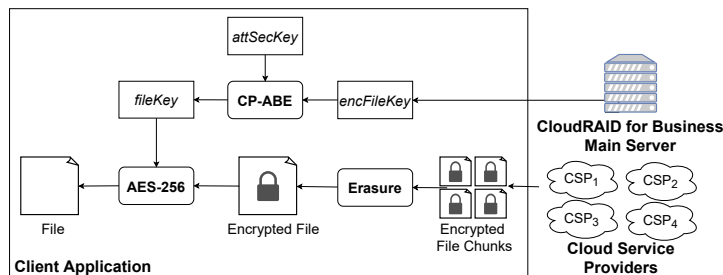 attSecKey
fileKey
CP-ABE
encFileKey
CloudRAID for Business
Main Server
AES-256
Erasure
File
Encrypted File
Encrypted
File Chunks
CSP1
CSP2
CSP3
CSP4
Cloud Service
Providers
Client Application